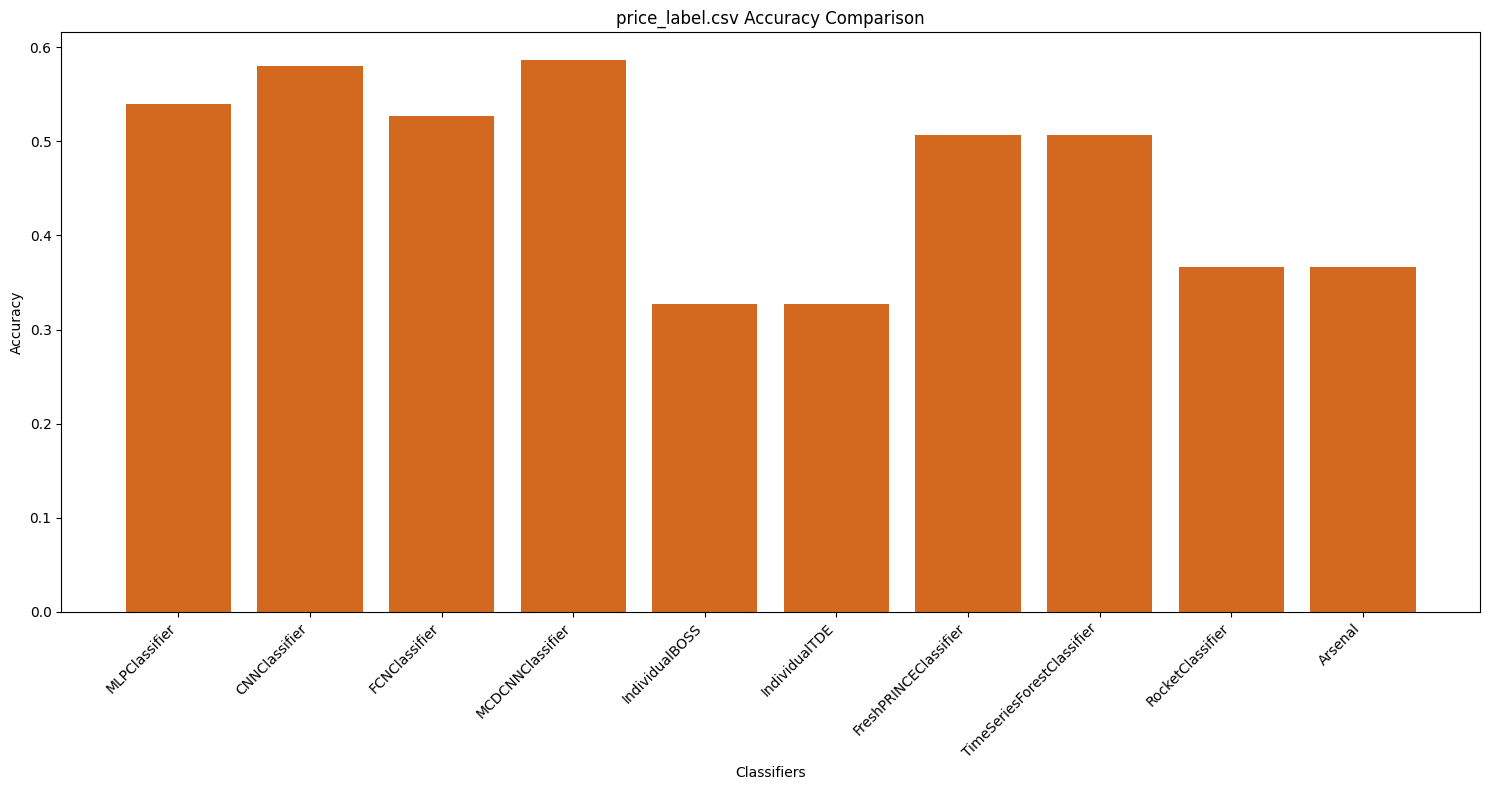 price_label.csv Accuracy Comparison
Accuracy
0.6
0.5
0.4
0.3
0.2
0.1
0.0
MLPClassifier
CNNClassifier
FCNClassifier
MCDCNNClassifier
IndividualBOSS
IndividualTDE
FreshPRINCEClassifier
TimeSeriesForestClassifier
RocketClassifier
Arsenal
Classifiers